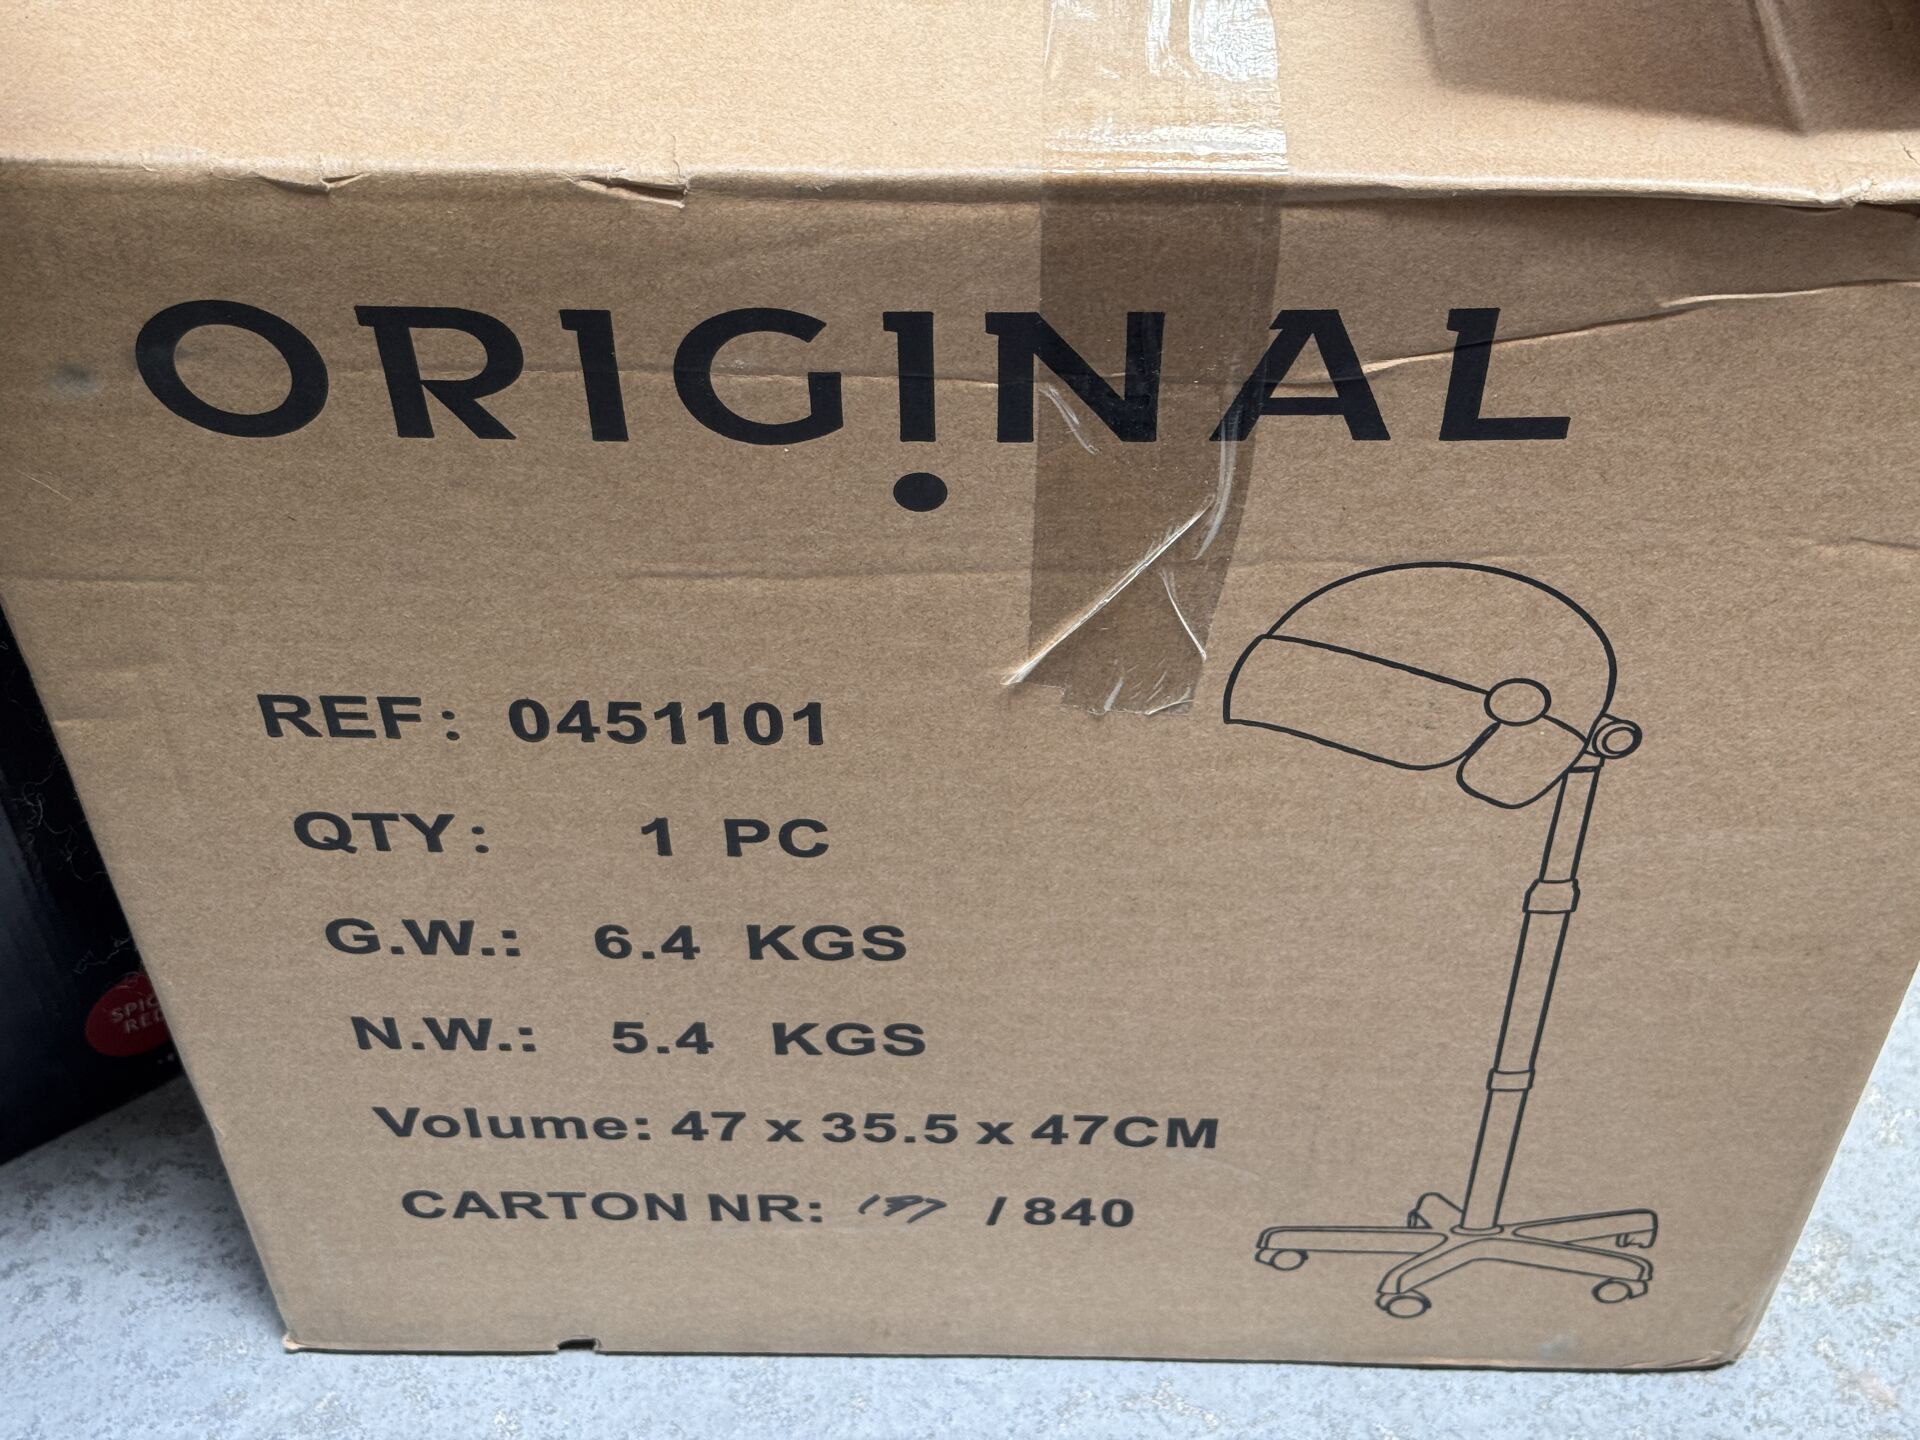 ORIGINAL
REF: 0451101
QTY: 1 PC
G.W.: 6.4 KGS
N.W.: 5.4 KGS
Volume: 47 x 35.5 x 47CM
CARTON NR: 197 / 840